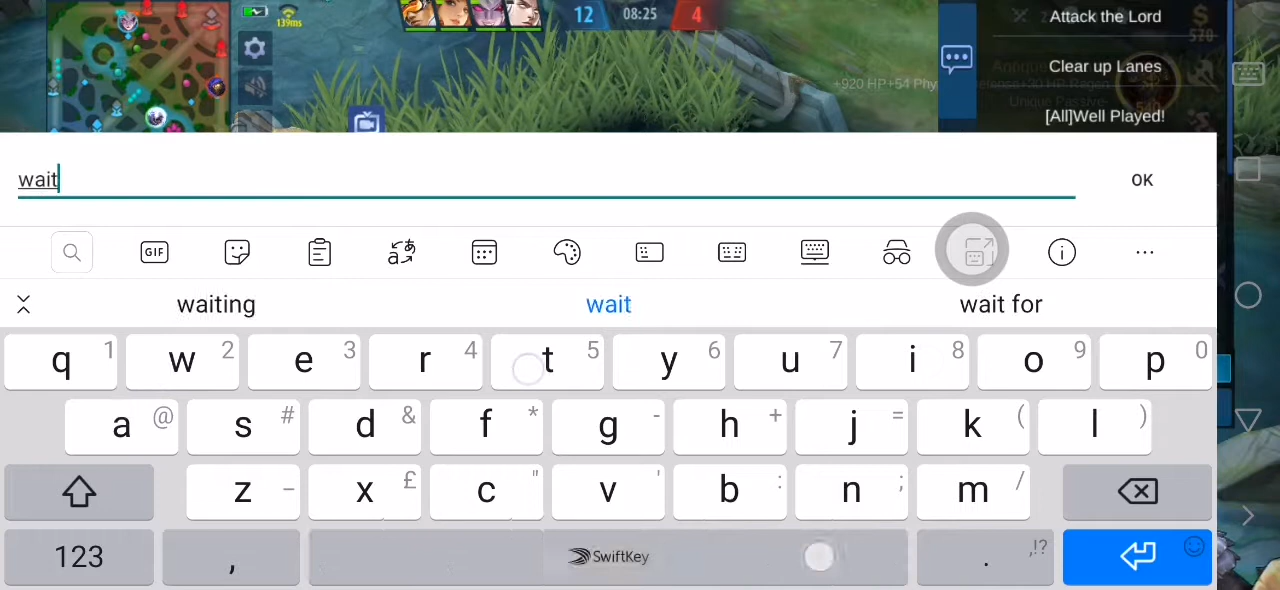 139ms
12 08:25 4
Attack the Lord
Clear up Lanes
[All]Well Played!
570
+920 HP+54 Phy
540
Unique Passive
wait
OK
GIF
waiting wait wait for
q 1 w 2 e 3 r 4 t 5 y 6 u 7 i 8 o 9 p 0
a @ s # d & f * g - h + j = k ( l )
z _ x £ c " v ' b : n ; m /
123 , SwiftKey . ,!?